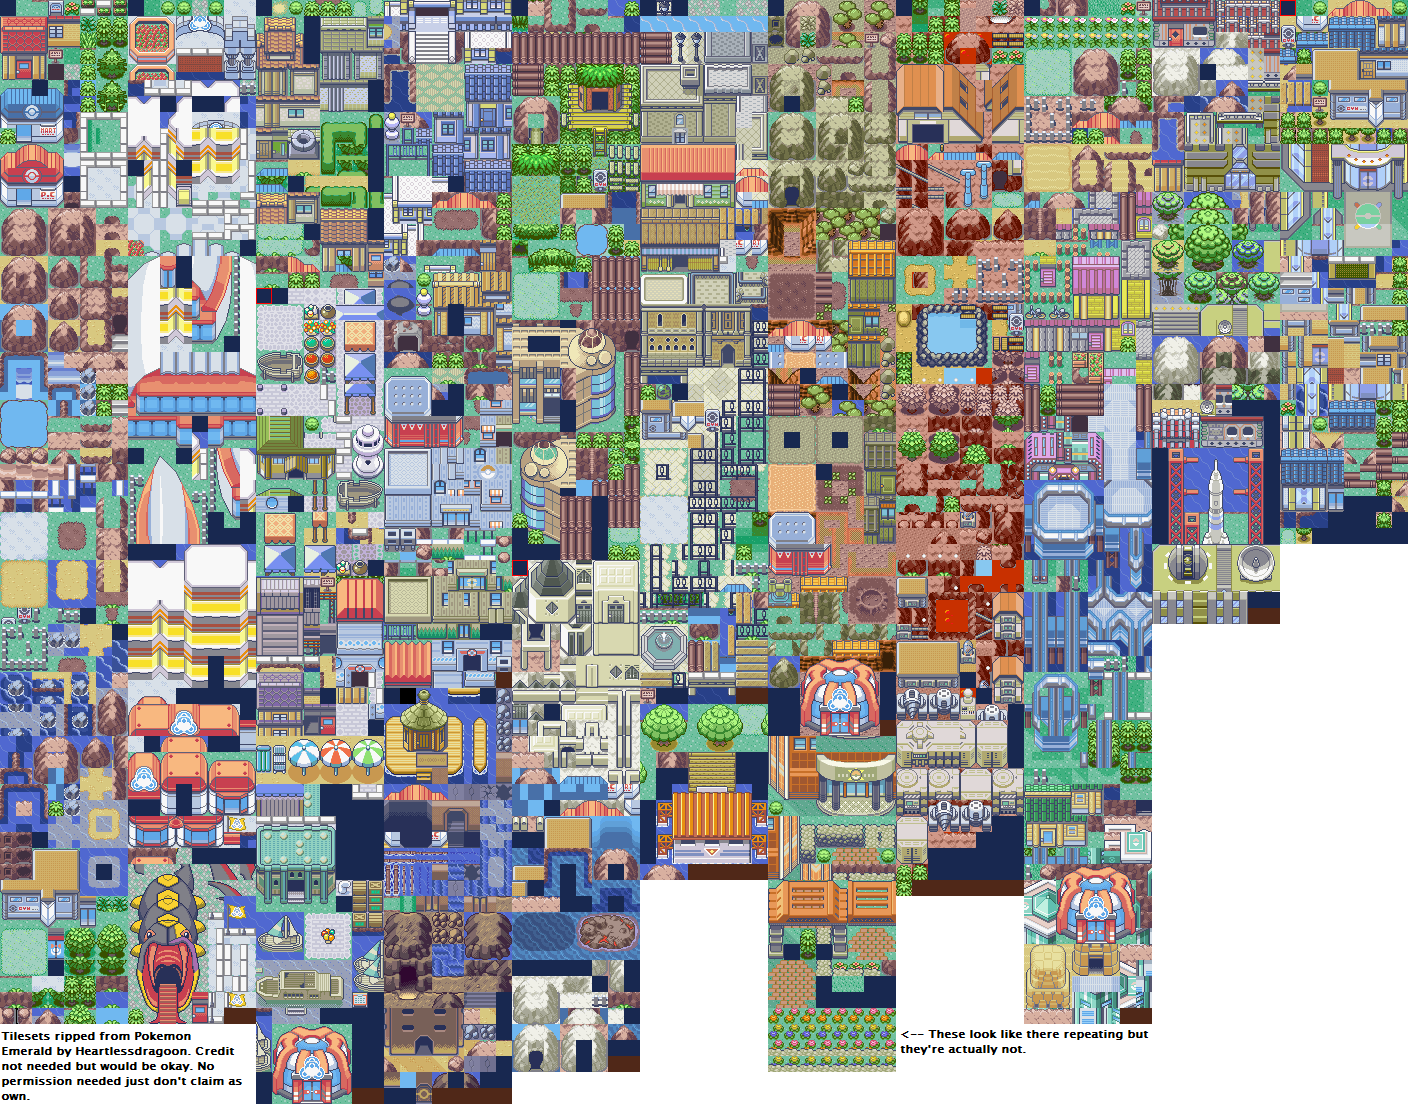 MART
P.C
Tilesets ripped from Pokemon
Emerald by Heartlessdragoon. Credit
not needed but would be okay. No
permission needed just don't claim as
own.
<-- These look like there repeating but
they're actually not.